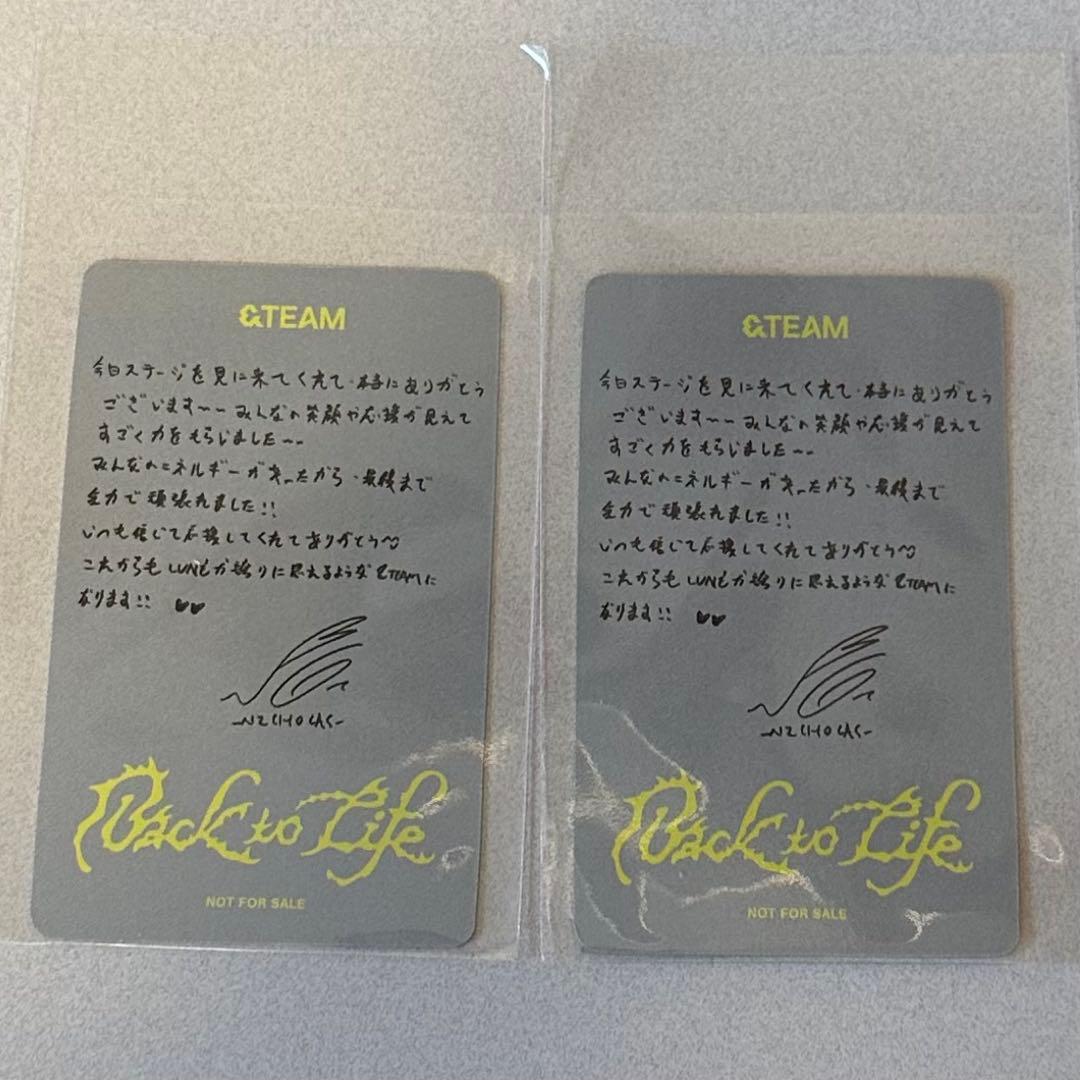 &TEAM
今日ステージを見に来てくれて、本当にありがとう
ございます〜〜みんなの笑顔や応援が見えて
すごく力をもらいました〜〜
みんなのエネルギーがあったから、最後まで
全力で頑張れました!!
いつも信じて応援してくれてありがとう♡
これからもLUNÉが誇りに思えるような&TEAMに
なります!! ♥♥
-NICHOLAS-
Back to Life
NOT FOR SALE
&TEAM
今日ステージを見に来てくれて、本当にありがとう
ございます〜〜みんなの笑顔や応援が見えて
すごく力をもらいました〜〜
みんなのエネルギーがあったから、最後まで
全力で頑張れました!!
いつも信じて応援してくれてありがとう♡
これからもLUNÉが誇りに思えるような&TEAMに
なります!! ♥♥
-NICHOLAS-
Back to Life
NOT FOR SALE